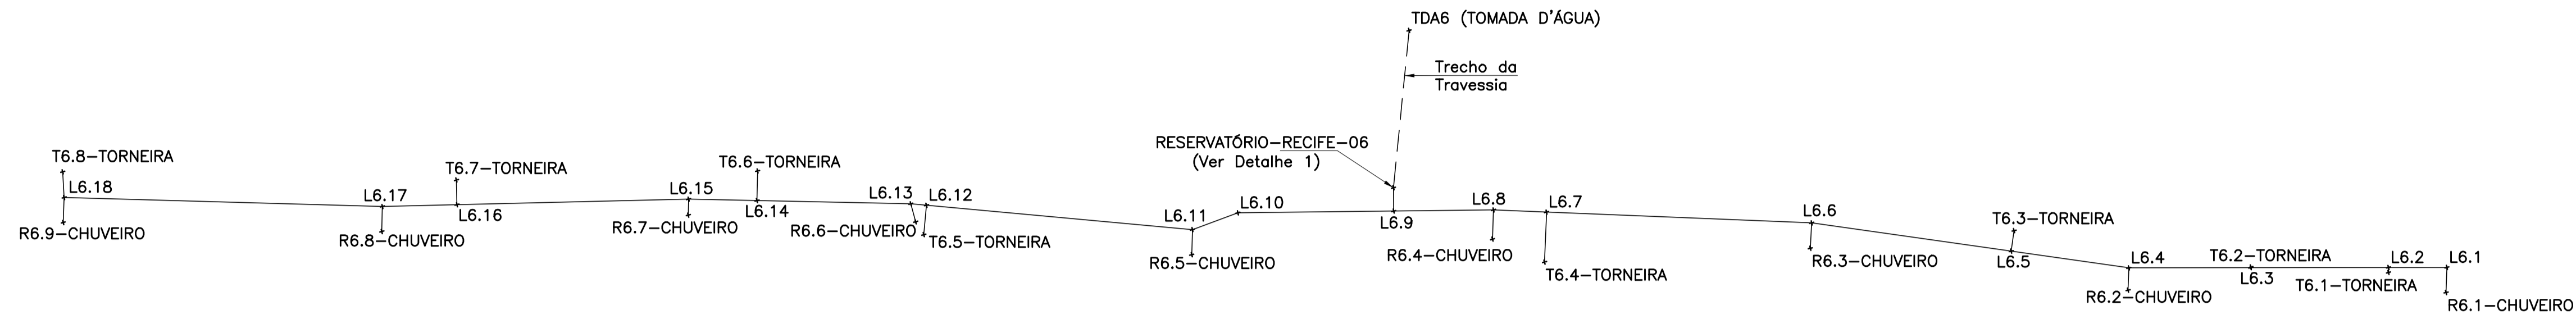 TDA6 (TOMADA D'ÁGUA)
Trecho da
Travessia
RESERVATÓRIO-RECIFE-06
(Ver Detalhe 1)
T6.8-TORNEIRA
L6.18
R6.9-CHUVEIRO
L6.17
R6.8-CHUVEIRO
T6.7-TORNEIRA
L6.16
L6.15
R6.7-CHUVEIRO
T6.6-TORNEIRA
L6.14
L6.13
R6.6-CHUVEIRO
L6.12
T6.5-TORNEIRA
L6.11
R6.5-CHUVEIRO
L6.10
L6.9
L6.8
R6.4-CHUVEIRO
L6.7
T6.4-TORNEIRA
L6.6
R6.3-CHUVEIRO
T6.3-TORNEIRA
L6.5
L6.4
R6.2-CHUVEIRO
T6.2-TORNEIRA
L6.3
L6.2
T6.1-TORNEIRA
L6.1
R6.1-CHUVEIRO